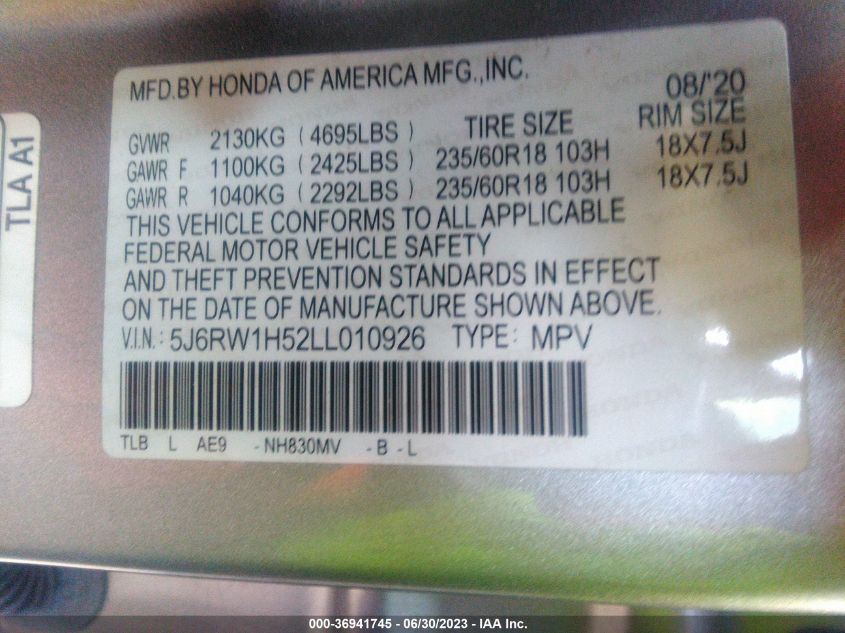 MFD.BY HONDA OF AMERICA MFG.,INC. 08/'20
TIRE SIZE RIM SIZE
GVWR 2130KG ( 4695LBS )
GAWR F 1100KG ( 2425LBS ) 235/60R18 103H 18X7.5J
GAWR R 1040KG ( 2292LBS ) 235/60R18 103H 18X7.5J
THIS VEHICLE CONFORMS TO ALL APPLICABLE
FEDERAL MOTOR VEHICLE SAFETY
AND THEFT PREVENTION STANDARDS IN EFFECT
ON THE DATE OF MANUFACTURE SHOWN ABOVE.
V.I.N.: 5J6RW1H52LL010926 TYPE: MPV
TLB L AE9 -NH830MV -B -L
TLA A1
000-36941745 - 06/30/2023 - IAA Inc.